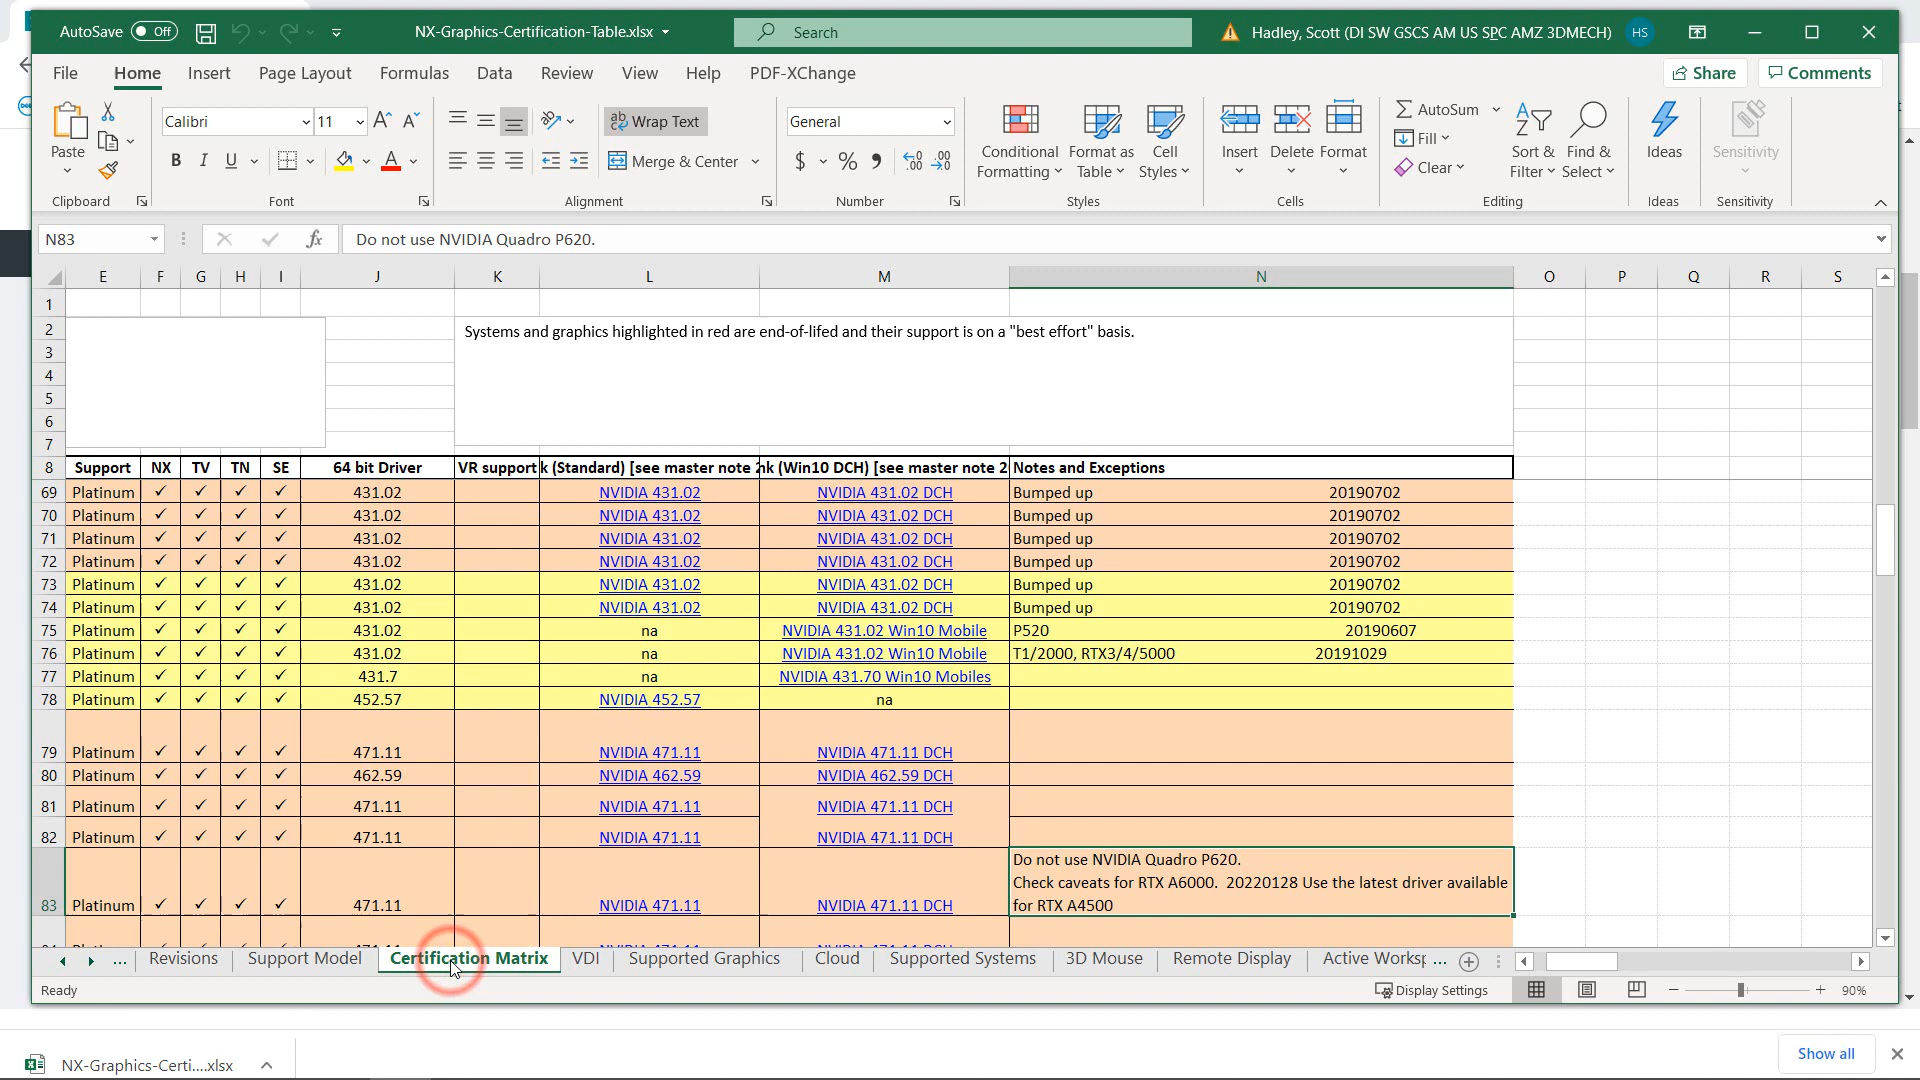 AutoSave Off NX-Graphics-Certification-Table.xlsx Search Hadley, Scott (DI SW GSCS AM US SPC AMZ 3DMECH) HS
File Home Insert Page Layout Formulas Data Review View Help PDF-XChange Share Comments
Calibri 11 Wrap Text General AutoSum
Paste Conditional Formatting Format as Table Cell Styles Insert Delete Format Fill Sort & Filter Find & Select Ideas Sensitivity
B I U Merge & Center $ % Clear
Clipboard Font Alignment Number Styles Cells Editing Ideas Sensitivity
N83 fx Do not use NVIDIA Quadro P620.
E F G H I J K L M N O P Q R S
1
2 Systems and graphics highlighted in red are end-of-lifed and their support is on a "best effort" basis.
3
4
5
6
7
8 Support NX TV TN SE 64 bit Driver VR support k (Standard) [see master note 2 nk (Win10 DCH) [see master note 20 Notes and Exceptions
69 Platinum ✓ ✓ ✓ ✓ 431.02 NVIDIA 431.02 NVIDIA 431.02 DCH Bumped up 20190702
70 Platinum ✓ ✓ ✓ ✓ 431.02 NVIDIA 431.02 NVIDIA 431.02 DCH Bumped up 20190702
71 Platinum ✓ ✓ ✓ ✓ 431.02 NVIDIA 431.02 NVIDIA 431.02 DCH Bumped up 20190702
72 Platinum ✓ ✓ ✓ ✓ 431.02 NVIDIA 431.02 NVIDIA 431.02 DCH Bumped up 20190702
73 Platinum ✓ ✓ ✓ ✓ 431.02 NVIDIA 431.02 NVIDIA 431.02 DCH Bumped up 20190702
74 Platinum ✓ ✓ ✓ ✓ 431.02 NVIDIA 431.02 NVIDIA 431.02 DCH Bumped up 20190702
75 Platinum ✓ ✓ ✓ ✓ 431.02 na NVIDIA 431.02 Win10 Mobile P520 20190607
76 Platinum ✓ ✓ ✓ ✓ 431.02 na NVIDIA 431.02 Win10 Mobile T1/2000, RTX3/4/5000 20191029
77 Platinum ✓ ✓ ✓ ✓ 431.7 na NVIDIA 431.70 Win10 Mobiles
78 Platinum ✓ ✓ ✓ ✓ 452.57 NVIDIA 452.57 na
79 Platinum ✓ ✓ ✓ ✓ 471.11 NVIDIA 471.11 NVIDIA 471.11 DCH
80 Platinum ✓ ✓ ✓ ✓ 462.59 NVIDIA 462.59 NVIDIA 462.59 DCH
81 Platinum ✓ ✓ ✓ ✓ 471.11 NVIDIA 471.11 NVIDIA 471.11 DCH
82 Platinum ✓ ✓ ✓ ✓ 471.11 NVIDIA 471.11 NVIDIA 471.11 DCH
Do not use NVIDIA Quadro P620.
Check caveats for RTX A6000. 20220128 Use the latest driver available
83 Platinum ✓ ✓ ✓ ✓ 471.11 NVIDIA 471.11 NVIDIA 471.11 DCH for RTX A4500
... Revisions Support Model Certification Matrix VDI Supported Graphics Cloud Supported Systems 3D Mouse Remote Display Active Worksp ...
Ready Display Settings 90%
NX-Graphics-Certi....xlsx Show all